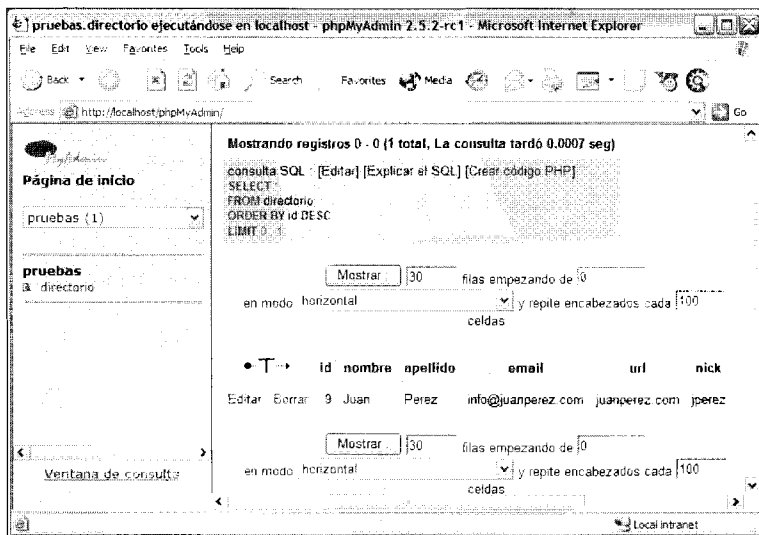 pruebas.directorio ejecutándose en localhost - phpMyAdmin 2.5.2-rc1 - Microsoft Internet Explorer
File Edit View Favorites Tools Help
Back Search Favorites Media
Address http://localhost/phpMyAdmin/ Go
phpMyAdmin
Página de inicio
pruebas (1)
pruebas
directorio
Ventana de consulta
Mostrando registros 0 - 0 (1 total, La consulta tardó 0.0007 seg)
consulta SQL : [Editar] [Explicar el SQL] [Crear código PHP]
SELECT *
FROM directorio
ORDER BY id DESC
LIMIT 0 , 1
Mostrar 30 filas empezando de 0
en modo horizontal y repite encabezados cada 100
celdas
id nombre apellido email url nick
Editar Borrar 9 Juan Perez info@juanperez.com juanperez.com jperez
Mostrar 30 filas empezando de 0
en modo horizontal y repite encabezados cada 100
celdas
Local intranet